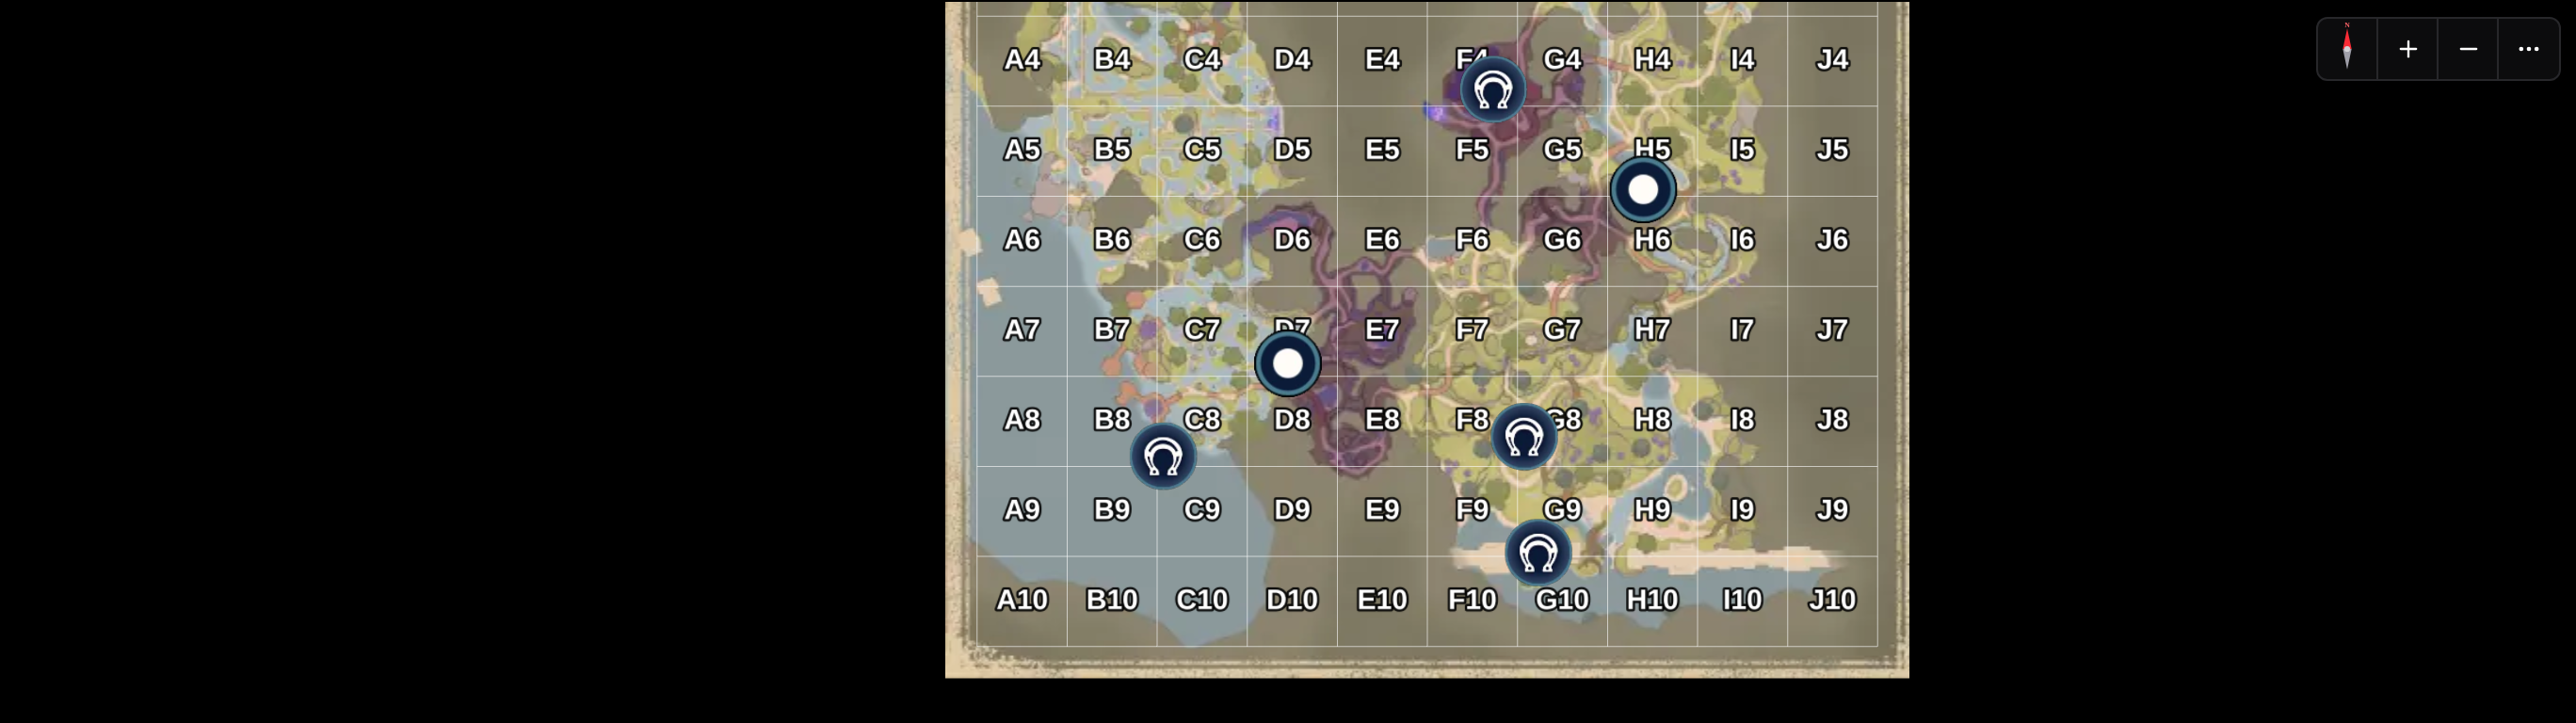 N
A4 B4 C4 D4 E4 F4 G4 H4 I4 J4
A5 B5 C5 D5 E5 F5 G5 H5 I5 J5
A6 B6 C6 D6 E6 F6 G6 H6 I6 J6
A7 B7 C7 D7 E7 F7 G7 H7 I7 J7
A8 B8 C8 D8 E8 F8 G8 H8 I8 J8
A9 B9 C9 D9 E9 F9 G9 H9 I9 J9
A10 B10 C10 D10 E10 F10 G10 H10 I10 J10